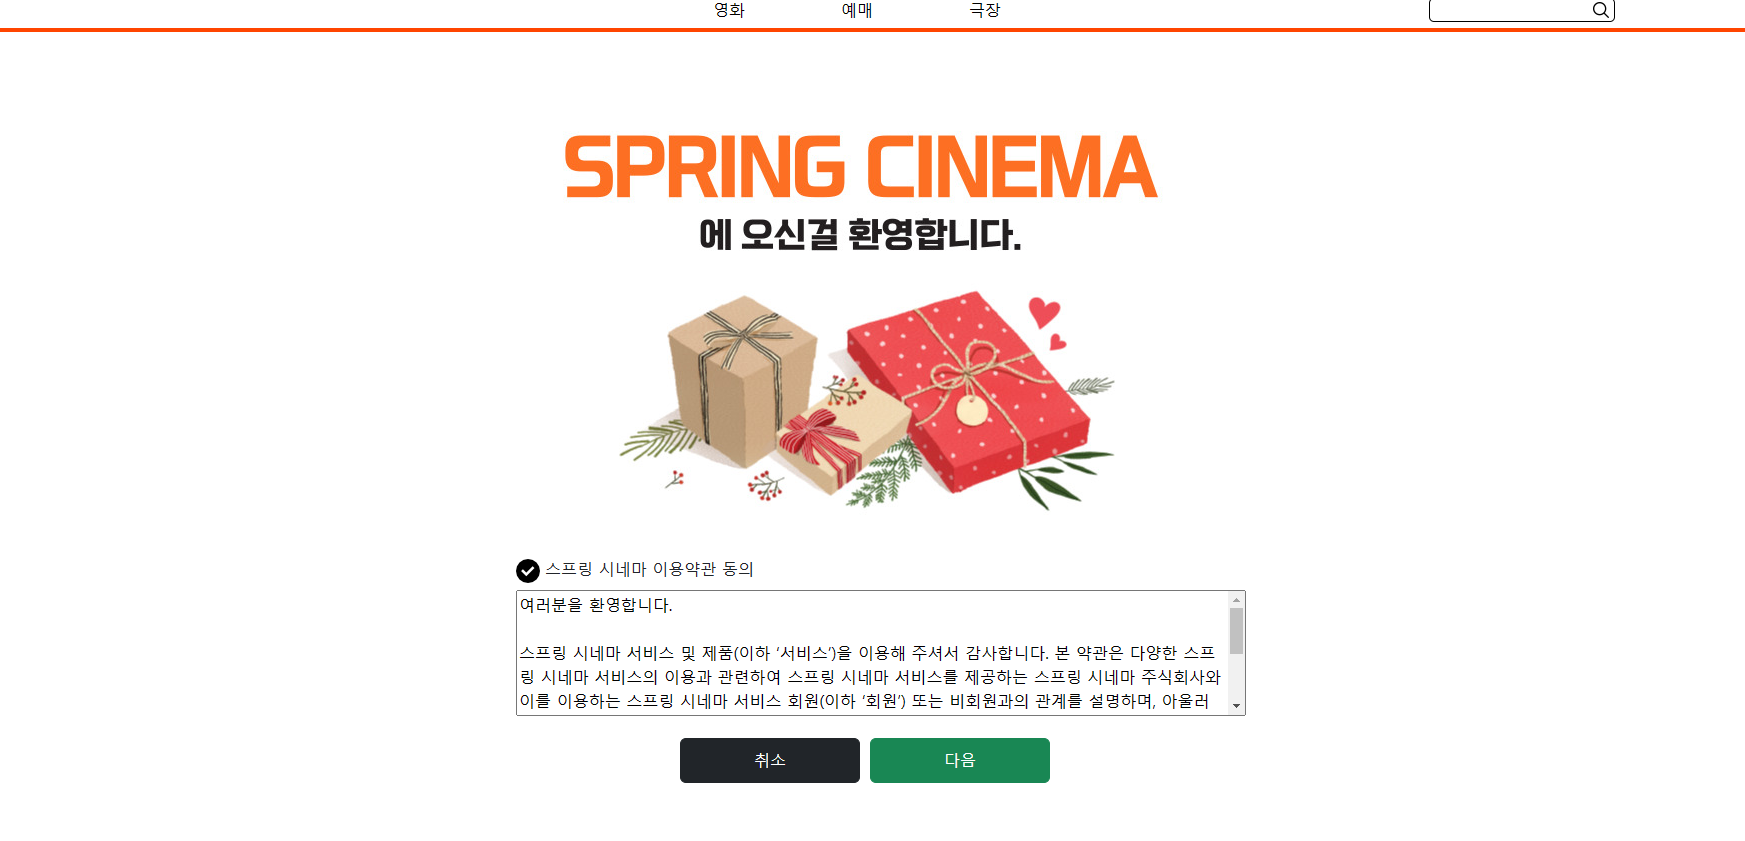 영화 예매 극장
SPRING CINEMA
에 오신걸 환영합니다.
스프링 시네마 이용약관 동의
여러분을 환영합니다.
스프링 시네마 서비스 및 제품(이하 ‘서비스’)을 이용해 주셔서 감사합니다. 본 약관은 다양한 스프
링 시네마 서비스의 이용과 관련하여 스프링 시네마 서비스를 제공하는 스프링 시네마 주식회사와
이를 이용하는 스프링 시네마 서비스 회원(이하 ‘회원’) 또는 비회원과의 관계를 설명하며, 아울러
취소 다음